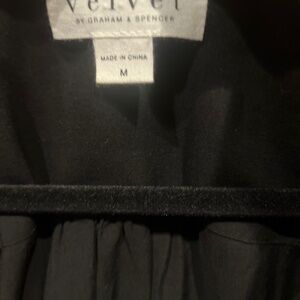 Velvet
BY GRAHAM & SPENCER
MADE IN CHINA
M